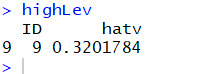 > highLev
  ID      hatv
9  9 0.3201784
>